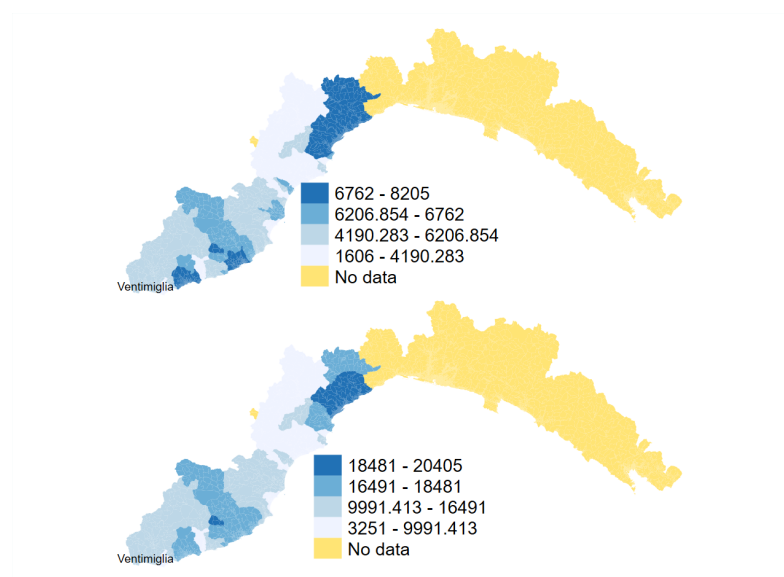 6762 - 8205
6206.854 - 6762
4190.283 - 6206.854
1606 - 4190.283
No data
Ventimiglia
18481 - 20405
16491 - 18481
9991.413 - 16491
3251 - 9991.413
No data
Ventimiglia